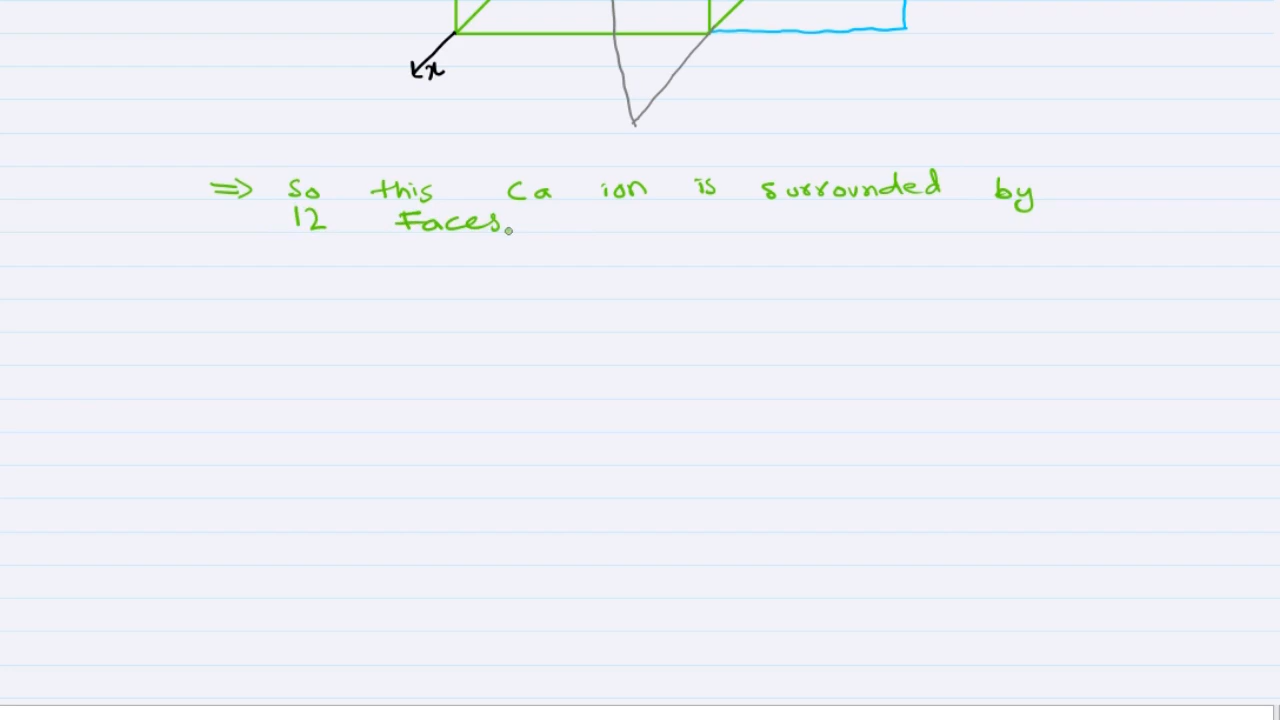 x
⇒ So this Ca ion is surrounded by
12 Faces.